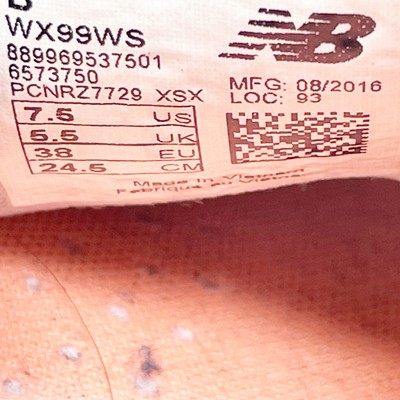 B
WX99WS
NB
889969537501
6573750
MFG: 08/2016
PCNRZ7729 XSX
LOC: 93
7.5 US
5.5 UK
38 EU
24.5 CM
Made in Vietnam
Fabriqué au Vietnam